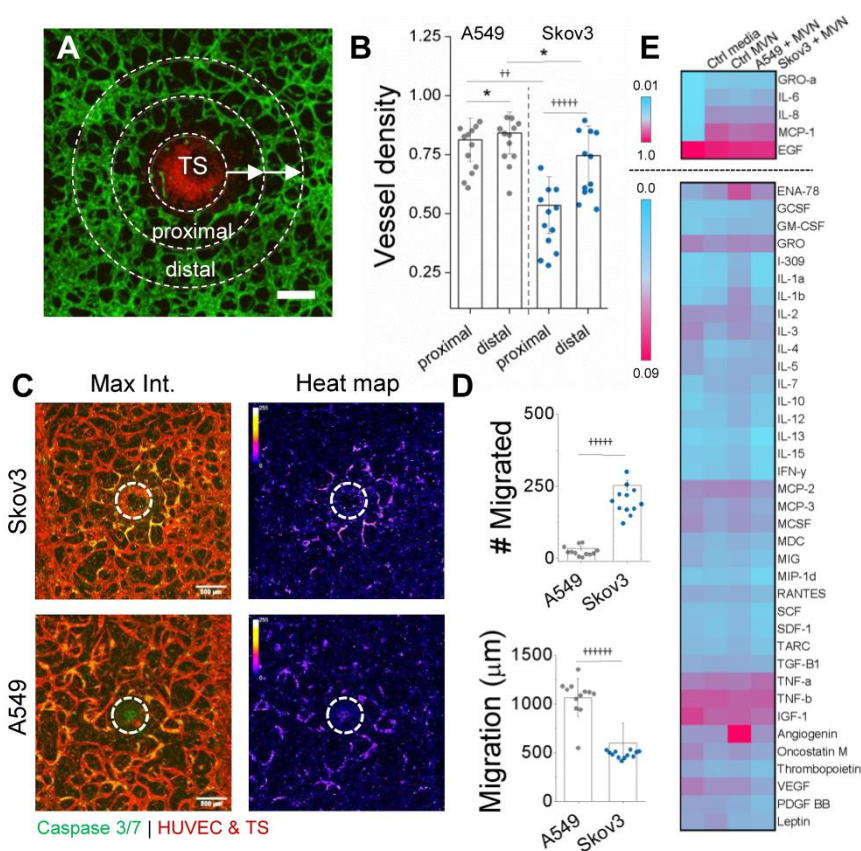 A
TS
proximal
distal
B
A549 Skov3
*
††
*
†††††
Vessel density
1.25
1.00
0.75
0.50
0.25
proximal
distal
proximal
distal
C
Max Int. Heat map
Skov3
255
0
500 µm
A549
255
0
500 µm
Caspase 3/7 | HUVEC & TS
D
†††††
# Migrated
500
250
0
A549
Skov3
††††††
Migration (µm)
1500
1000
500
0
A549
Skov3
E
Ctrl media
Ctrl MVN
A549 + MVN
Skov3 + MVN
0.01
1.0
GRO-a
IL-6
IL-8
MCP-1
EGF
0.0
0.09
ENA-78
GCSF
GM-CSF
GRO
I-309
IL-1a
IL-1b
IL-2
IL-3
IL-4
IL-5
IL-7
IL-10
IL-12
IL-13
IL-15
IFN-y
MCP-2
MCP-3
MCSF
MDC
MIG
MIP-1d
RANTES
SCF
SDF-1
TARC
TGF-B1
TNF-a
TNF-b
IGF-1
Angiogenin
Oncostatin M
Thrombopoietin
VEGF
PDGF BB
Leptin